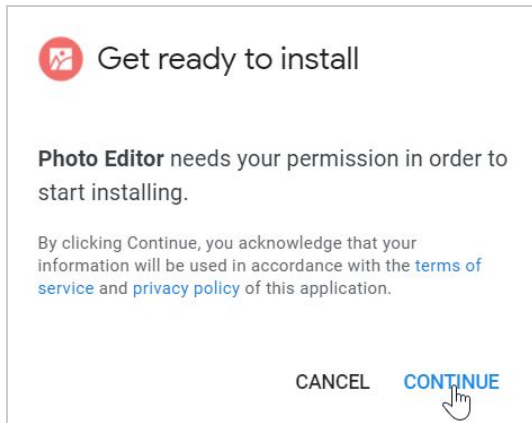 Get ready to install
Photo Editor needs your permission in order to
start installing.
By clicking Continue, you acknowledge that your
information will be used in accordance with the terms of
service and privacy policy of this application.
CANCEL CONTINUE